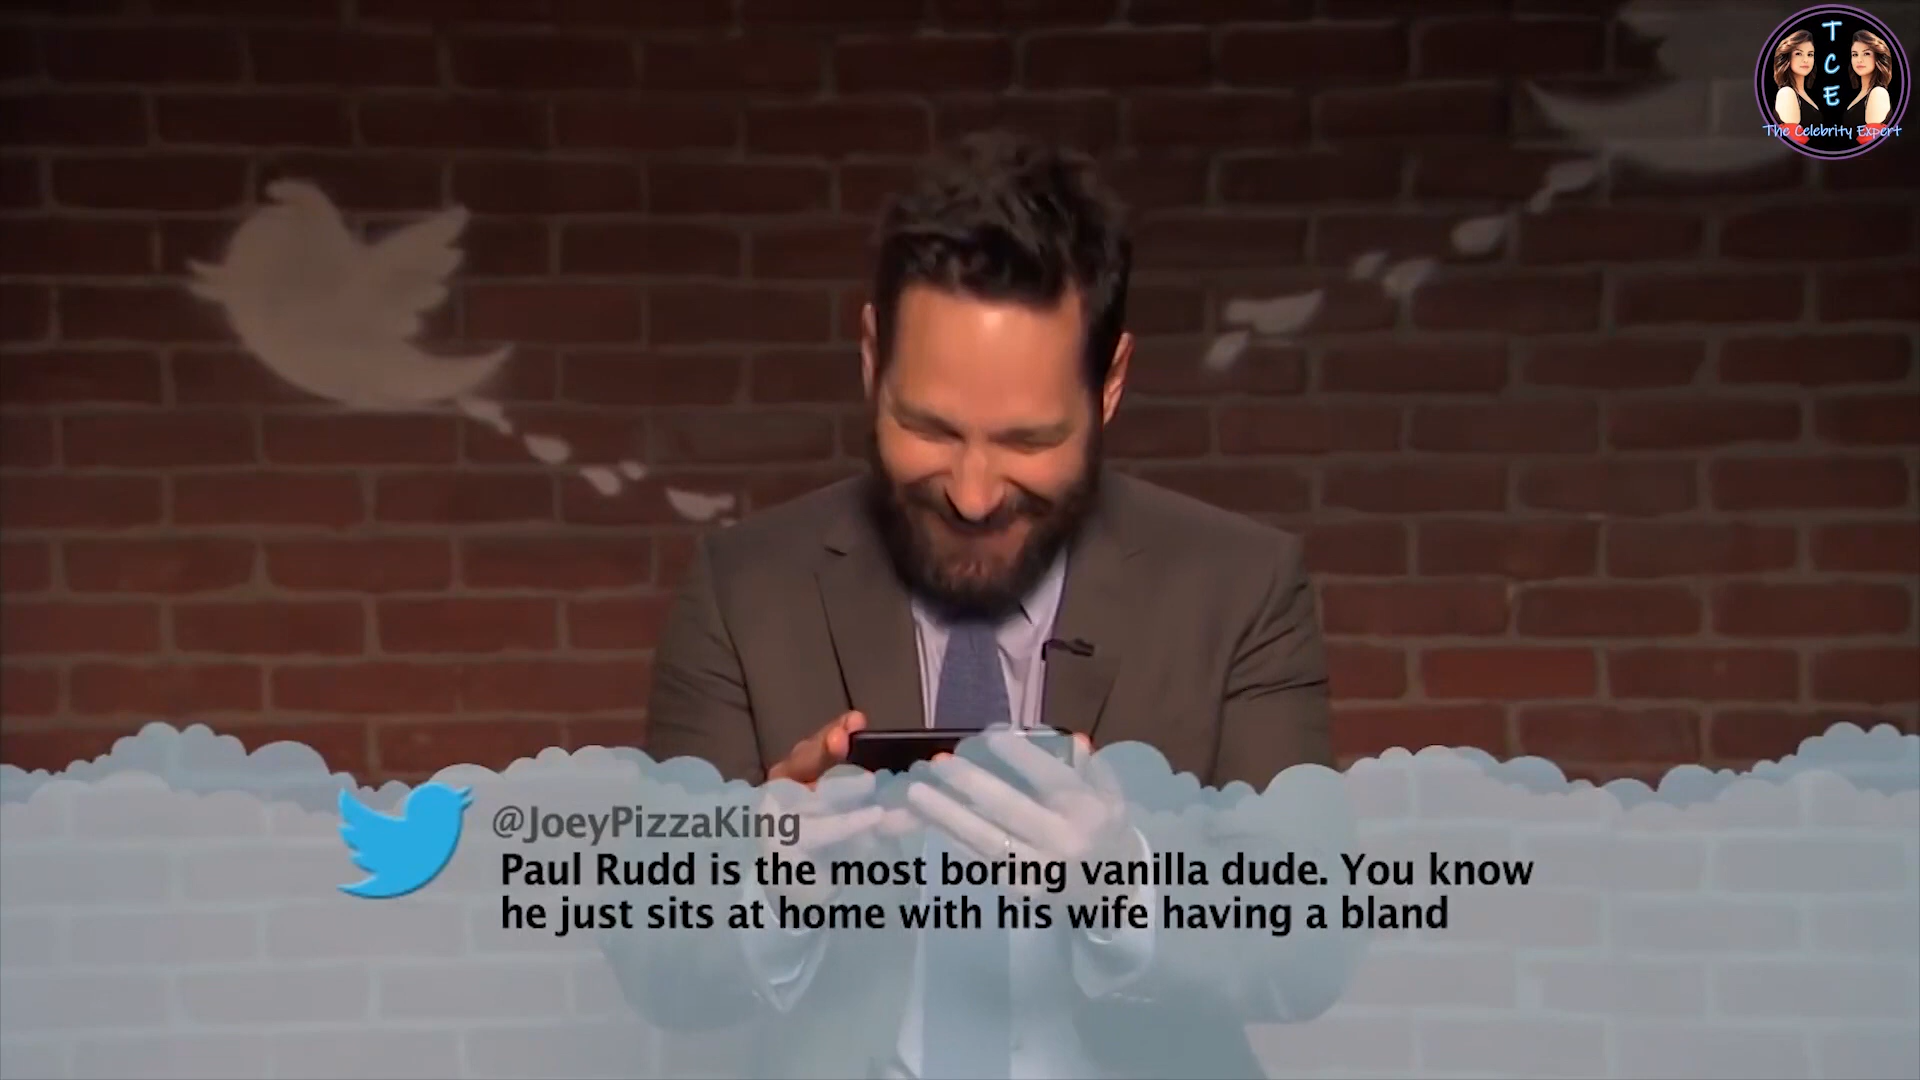 T
C
E
The Celebrity Expert
@JoeyPizzaKing
Paul Rudd is the most boring vanilla dude. You know
he just sits at home with his wife having a bland